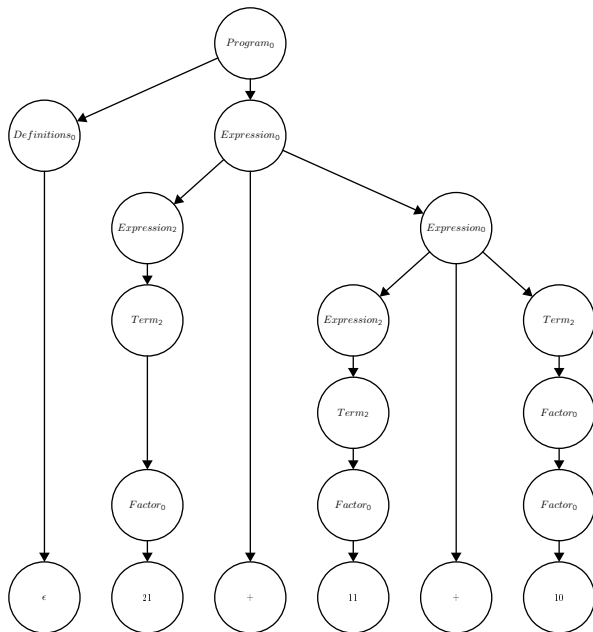 Program₀
Definitions₀ Expression₀
Expression₂ Expression₀
Term₂ Expression₂ Term₂
Term₂ Factor₀
Factor₀ Factor₀ Factor₀
ϵ 21 + 11 + 10